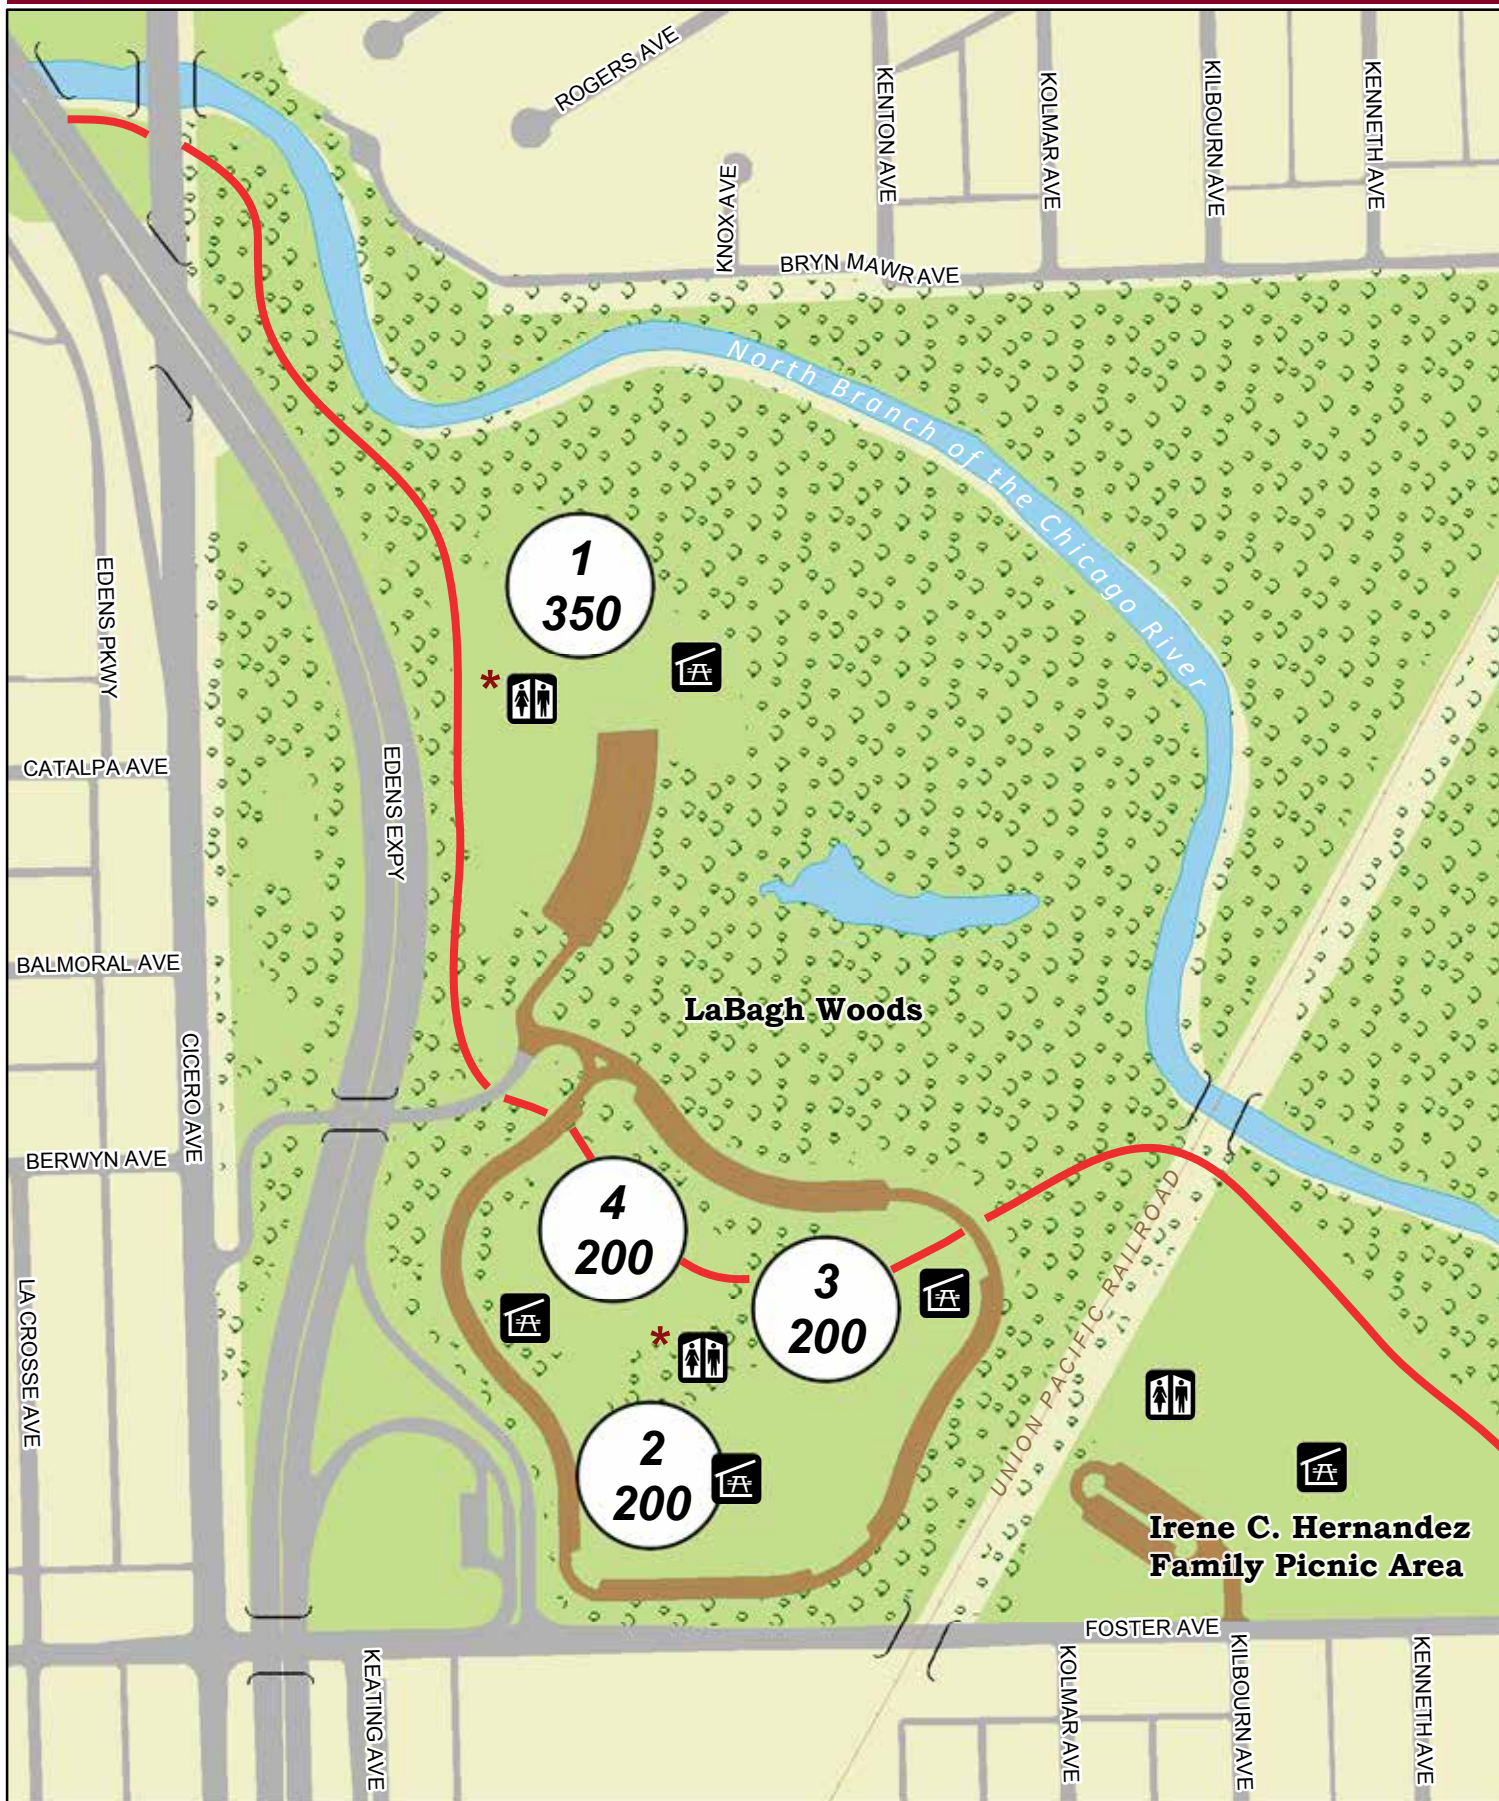 ROGERS AVE
KENTON AVE
KOLMAR AVE
KILBOURN AVE
KENNETH AVE
KNOX AVE
BRYN MAWR AVE
North Branch of the Chicago River
1
350
*
EDENS PKWY
EDENS EXPY
CATALPA AVE
BALMORAL AVE
LaBagh Woods
CICERO AVE
BERWYN AVE
4
200
3
200
*
2
200
LA CROSSE AVE
UNION PACIFIC RAILROAD
Irene C. Hernandez
Family Picnic Area
FOSTER AVE
KEATING AVE
KOLMAR AVE
KILBOURN AVE
KENNETH AVE